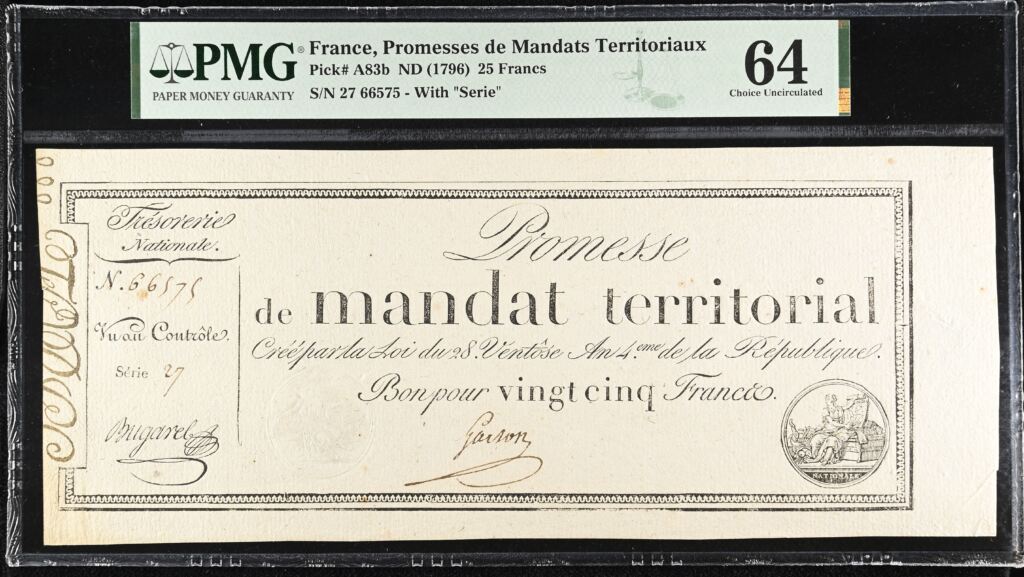 PMG®
PAPER MONEY GUARANTY
France, Promesses de Mandats Territoriaux
Pick# A83b ND (1796) 25 Francs
S/N 27 66575 - With "Serie"
64
Choice Uncirculated
Trésorerie
Nationale.
N. 66575
Vu au Contrôle.
Série 27
Bugarel
Promesse
de mandat territorial
Créé par la Loi du 28. Ventôse An 4.eme de la République.
Bon pour vingt cinq Francs.
NATIONALE